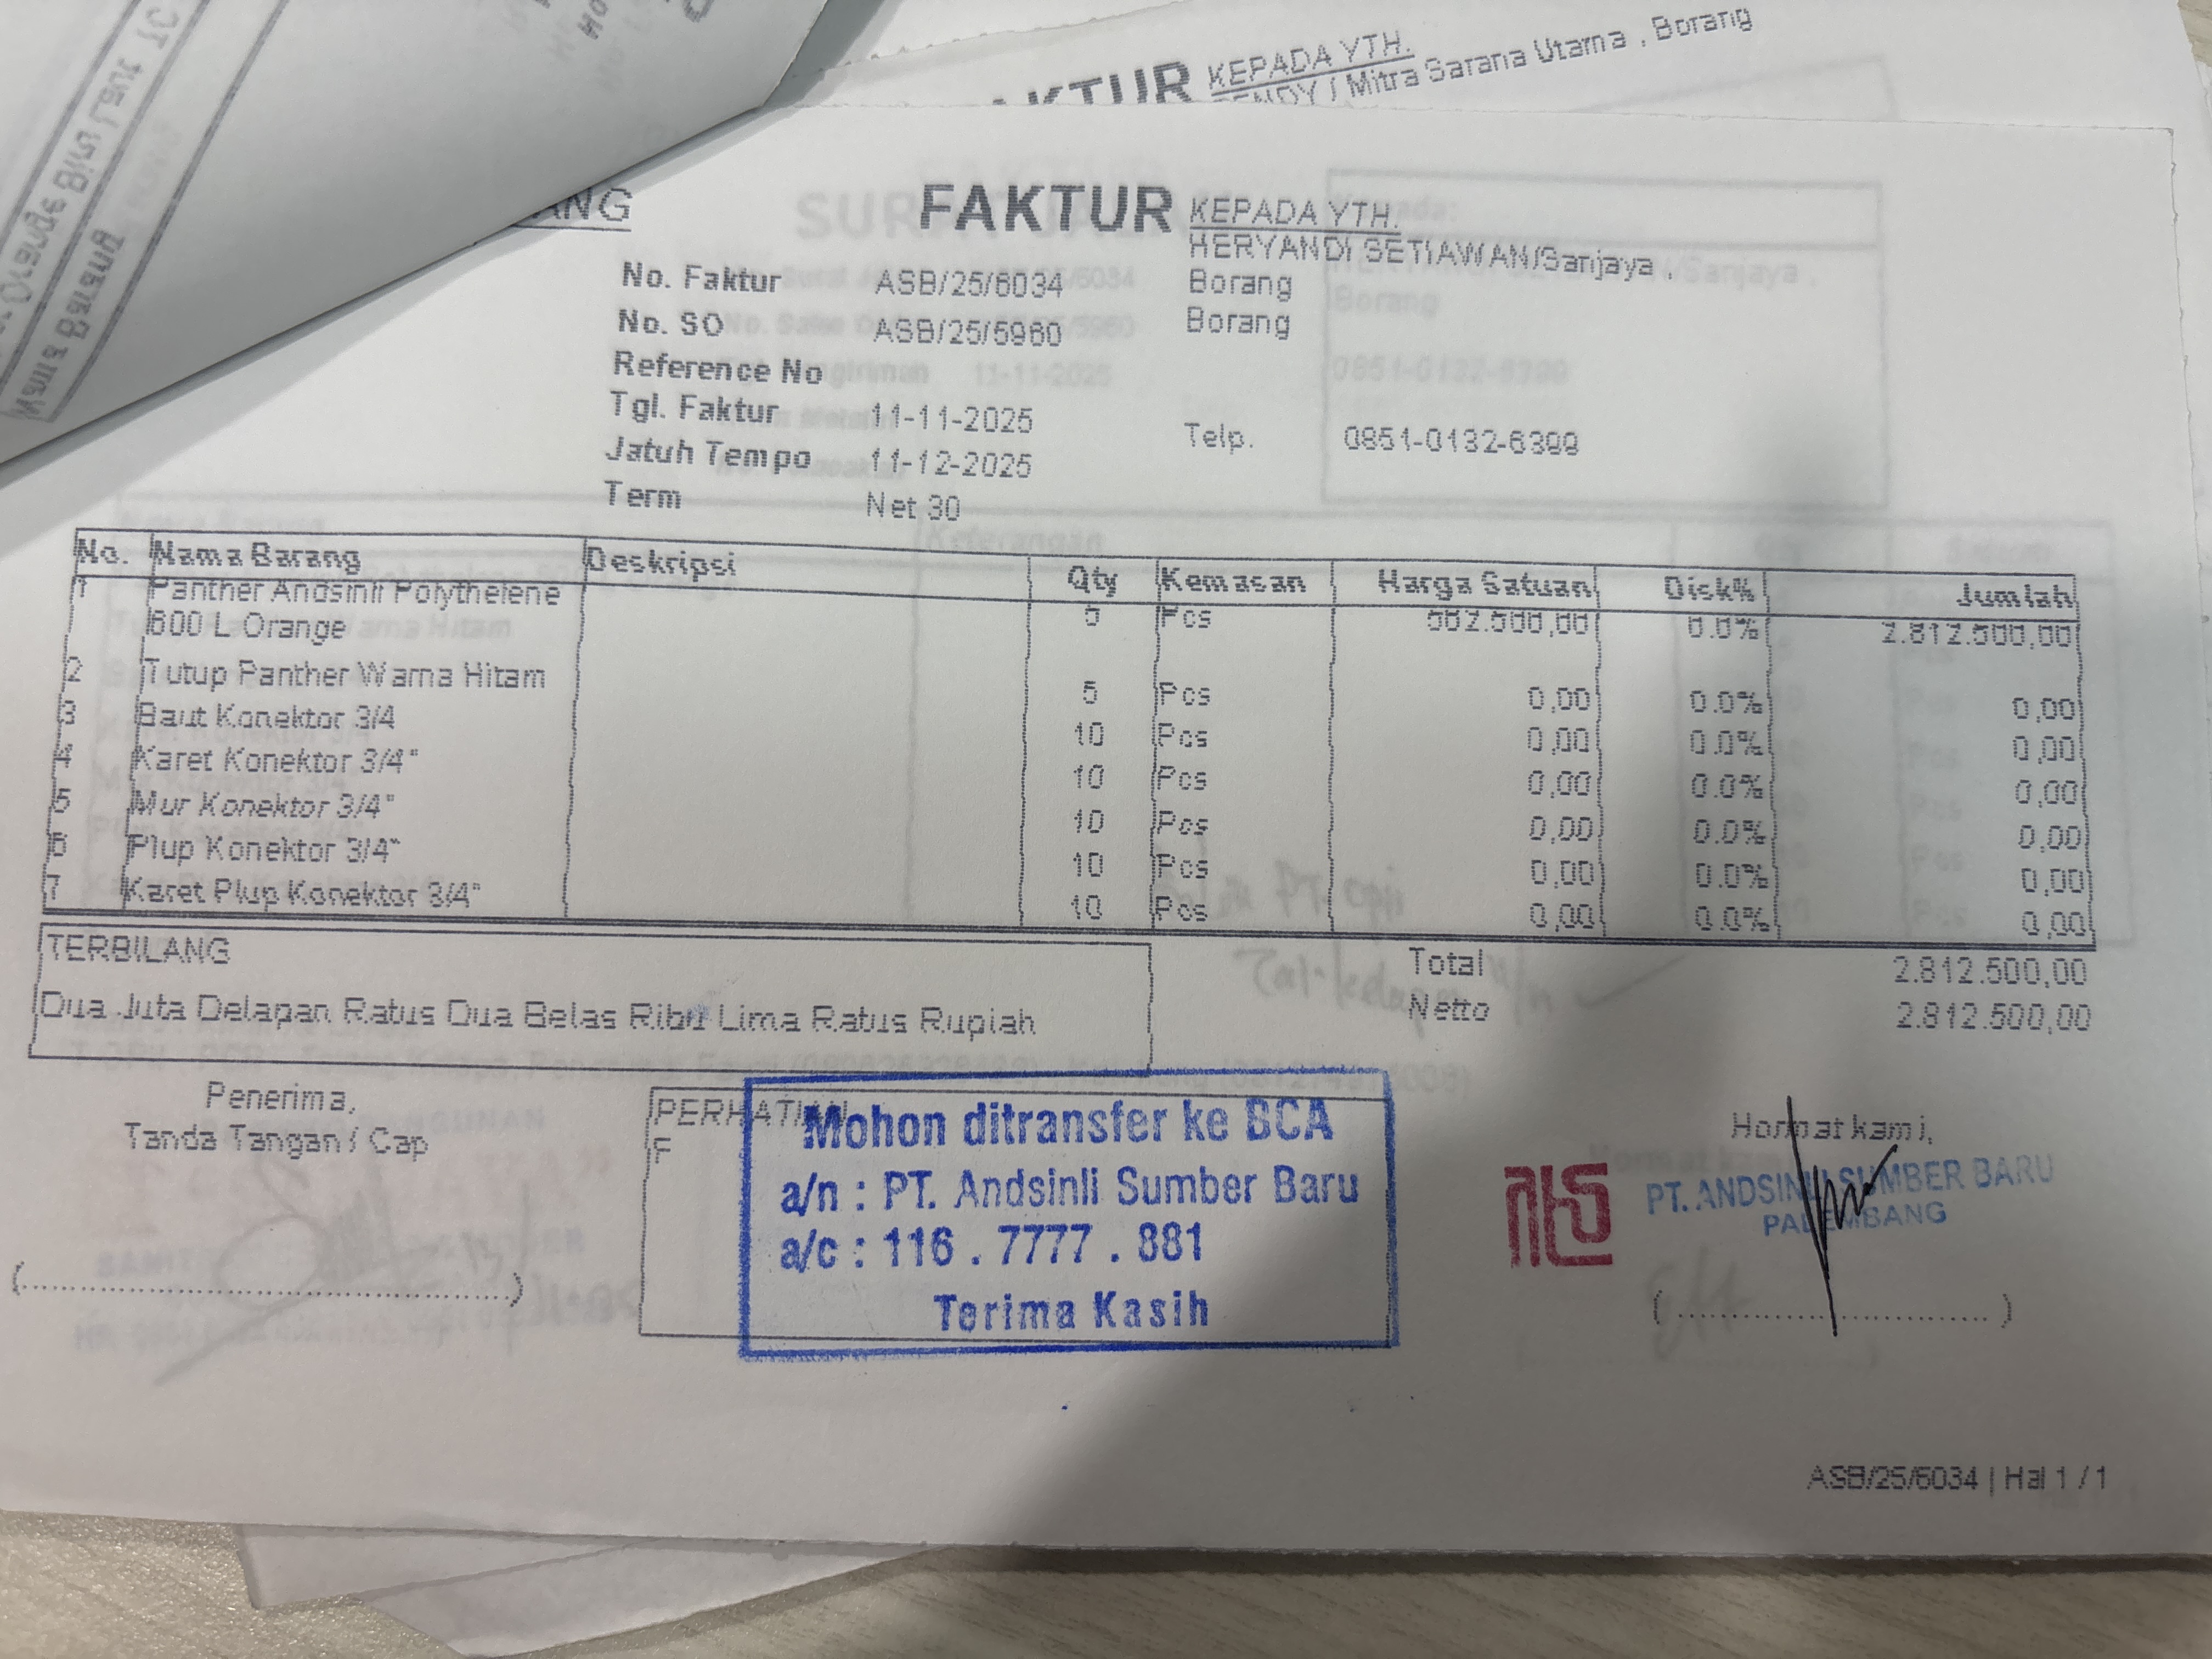 FAKTUR KEPADA YTH.
Mitra Sarana Utama , Borang
ANG
FAKTUR
KEPADA YTH.
HERYANDI SETIAWAN/Sanjaya ,
Borang
Borang
Telp. 0851-0132-6399
No. Faktur ASB/25/6034
No. SO ASB/25/5960
Reference No
Tgl. Faktur 11-11-2025
Jatuh Tempo 11-12-2025
Term Net 30
No. Nama Barang Deskripsi Qty Kemasan Harga Satuan Disk% Jumlah
1 Panther Andsinli Polythelene 5 Pcs 562.500,00 0.0% 2.812.500,00
600 L Orange
2 Tutup Panther Warna Hitam 5 Pcs 0,00 0.0% 0,00
3 Baut Konektor 3/4 10 Pcs 0,00 0.0% 0,00
4 Karet Konektor 3/4" 10 Pcs 0,00 0.0% 0,00
5 Mur Konektor 3/4" 10 Pcs 0,00 0.0% 0,00
6 Plup Konektor 3/4" 10 Pcs 0,00 0.0% 0,00
7 Karet Plup Konektor 3/4" 10 Pcs 0,00 0.0% 0,00
TERBILANG
Dua Juta Delapan Ratus Dua Belas Ribu Lima Ratus Rupiah
Total 2.812.500,00
Netto 2.812.500,00
Penerima,
Tanda Tangan / Cap
(..............................)
PERHATIAN
F
Mohon ditransfer ke BCA
a/n : PT. Andsinli Sumber Baru
a/c : 116 . 7777 . 881
Terima Kasih
Hormat kami,
PT. ANDSINLI SUMBER BARU
PALEMBANG
(..............................)
ASB/25/6034 | Hal 1 / 1